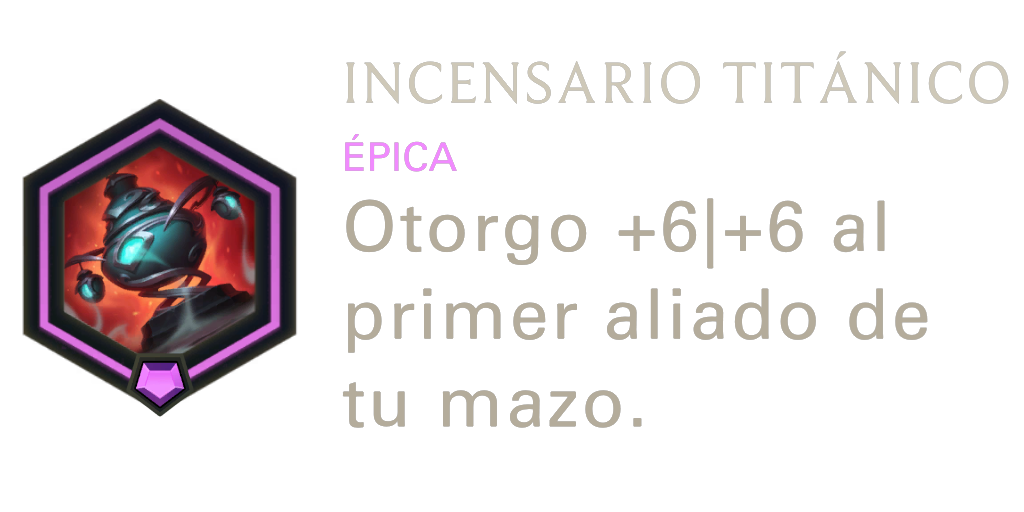 INCENSARIO TITÁNICO
ÉPICA
Otorgo +6|+6 al
primer aliado de
tu mazo.